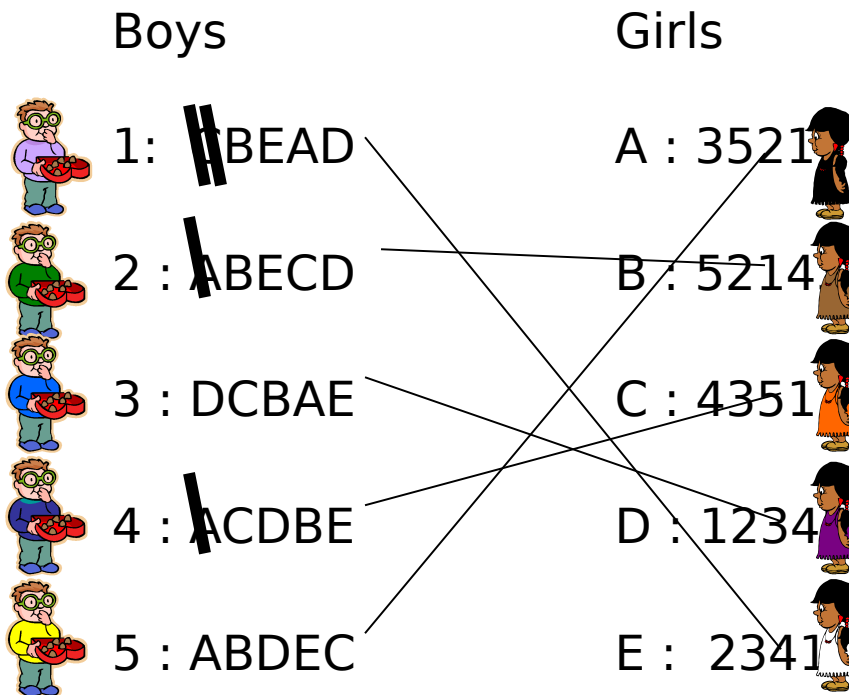 Boys Girls
1: CBEAD A : 3521
2 : ABECD B : 5214
3 : DCBAE C : 4351
4 : ACDBE D : 1234
5 : ABDEC E : 2341